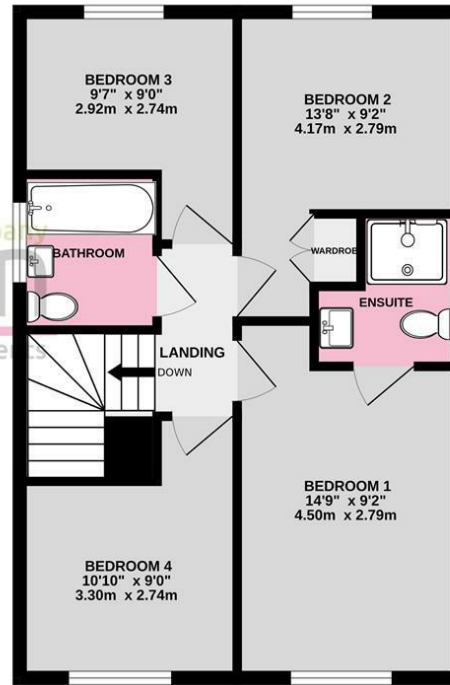 BEDROOM 3
9'7" x 9'0"
2.92m x 2.74m
BEDROOM 2
13'8" x 9'2"
4.17m x 2.79m
BATHROOM
WARDROBE
ENSUITE
LANDING
DOWN
BEDROOM 1
14'9" x 9'2"
4.50m x 2.79m
BEDROOM 4
10'10" x 9'0"
3.30m x 2.74m